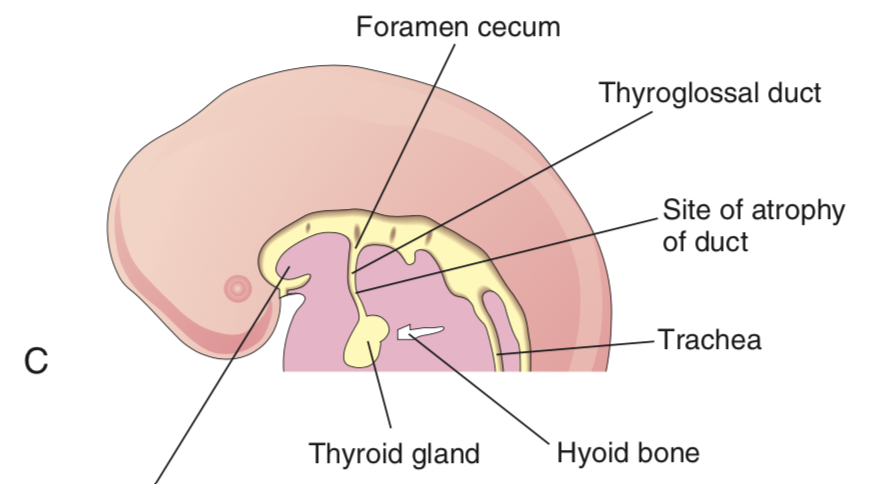 Foramen cecum
Thyroglossal duct
Site of atrophy
of duct
Trachea
C
Thyroid gland
Hyoid bone